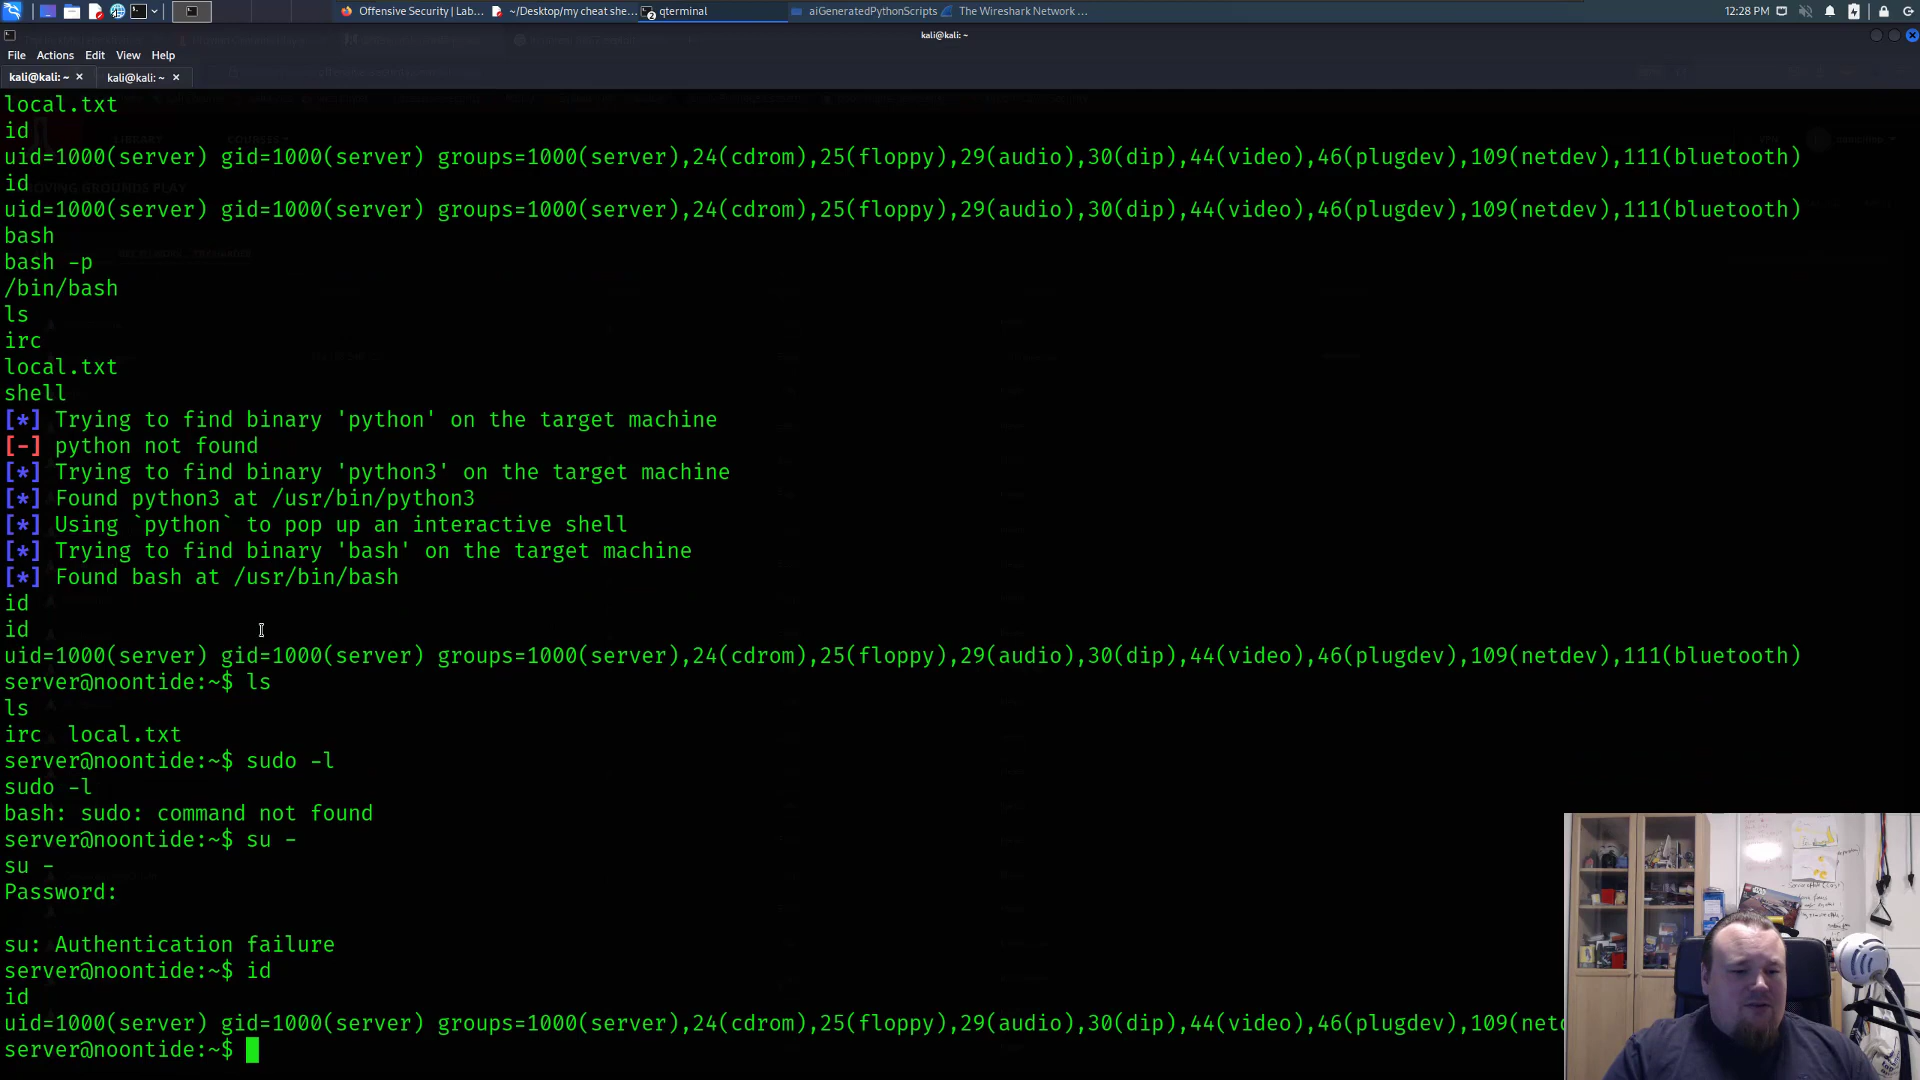 Offensive Security | Lab...
~/Desktop/my cheat she...
qterminal
aiGeneratedPythonScripts
The Wireshark Network ...
12:28 PM
kali@kali: ~
File Actions Edit View Help
kali@kali: ~ ×
kali@kali: ~ ×
local.txt
id
uid=1000(server) gid=1000(server) groups=1000(server),24(cdrom),25(floppy),29(audio),30(dip),44(video),46(plugdev),109(netdev),111(bluetooth)
id
uid=1000(server) gid=1000(server) groups=1000(server),24(cdrom),25(floppy),29(audio),30(dip),44(video),46(plugdev),109(netdev),111(bluetooth)
bash
bash -p
/bin/bash
ls
irc
local.txt
shell
[*] Trying to find binary 'python' on the target machine
[-] python not found
[*] Trying to find binary 'python3' on the target machine
[*] Found python3 at /usr/bin/python3
[*] Using `python` to pop up an interactive shell
[*] Trying to find binary 'bash' on the target machine
[*] Found bash at /usr/bin/bash
id
id
uid=1000(server) gid=1000(server) groups=1000(server),24(cdrom),25(floppy),29(audio),30(dip),44(video),46(plugdev),109(netdev),111(bluetooth)
server@noontide:~$ ls
ls
irc  local.txt
server@noontide:~$ sudo -l
sudo -l
bash: sudo: command not found
server@noontide:~$ su -
su -
Password:
su: Authentication failure
server@noontide:~$ id
id
uid=1000(server) gid=1000(server) groups=1000(server),24(cdrom),25(floppy),29(audio),30(dip),44(video),46(plugdev),109(netd
server@noontide:~$